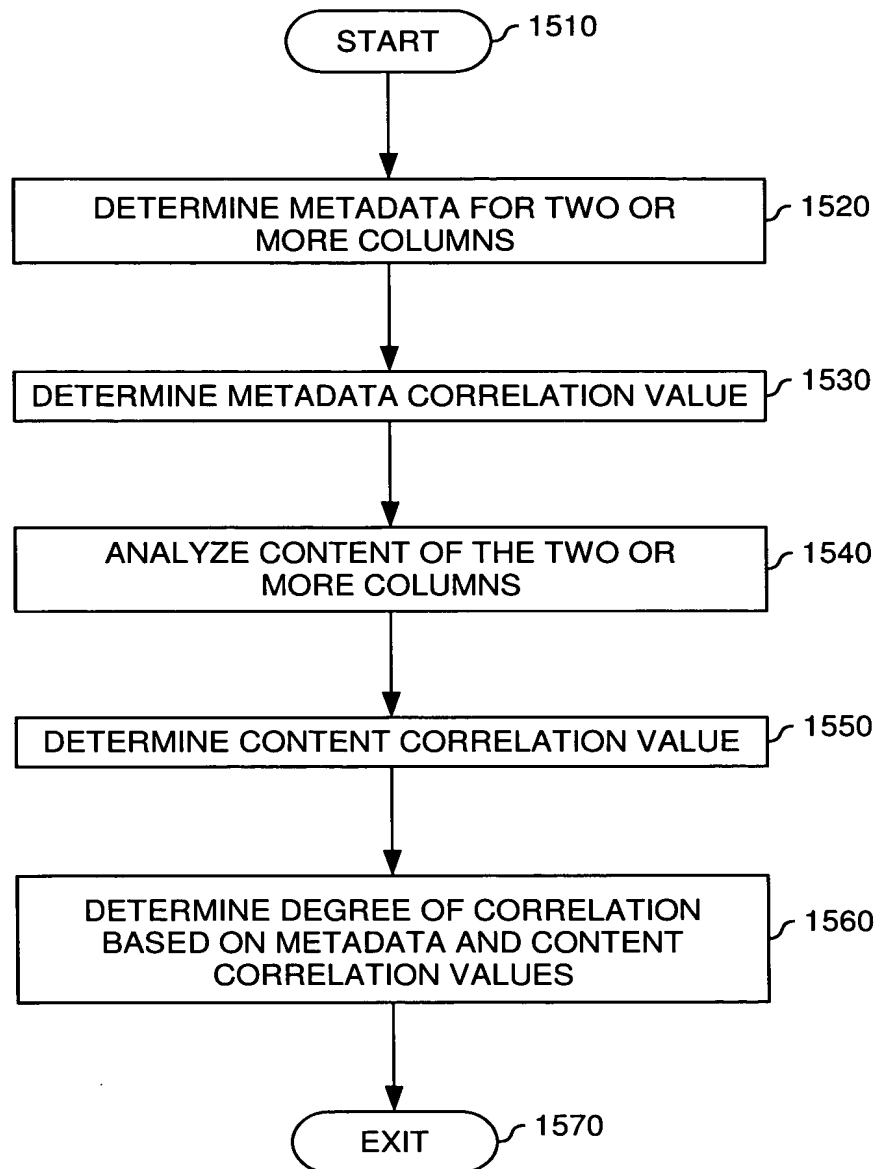 START
1510
DETERMINE METADATA FOR TWO OR
MORE COLUMNS
1520
DETERMINE METADATA CORRELATION VALUE
1530
ANALYZE CONTENT OF THE TWO OR
MORE COLUMNS
1540
DETERMINE CONTENT CORRELATION VALUE
1550
DETERMINE DEGREE OF CORRELATION
BASED ON METADATA AND CONTENT
CORRELATION VALUES
1560
EXIT
1570